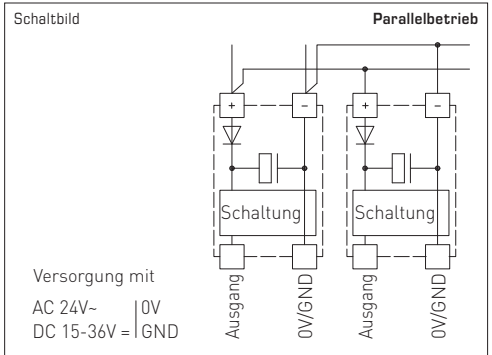 Schaltbild
Parallelbetrieb
+ − + −
Schaltung Schaltung
Versorgung mit
AC 24V~ | 0V
DC 15-36V = | GND
Ausgang
0V/GND
Ausgang
0V/GND